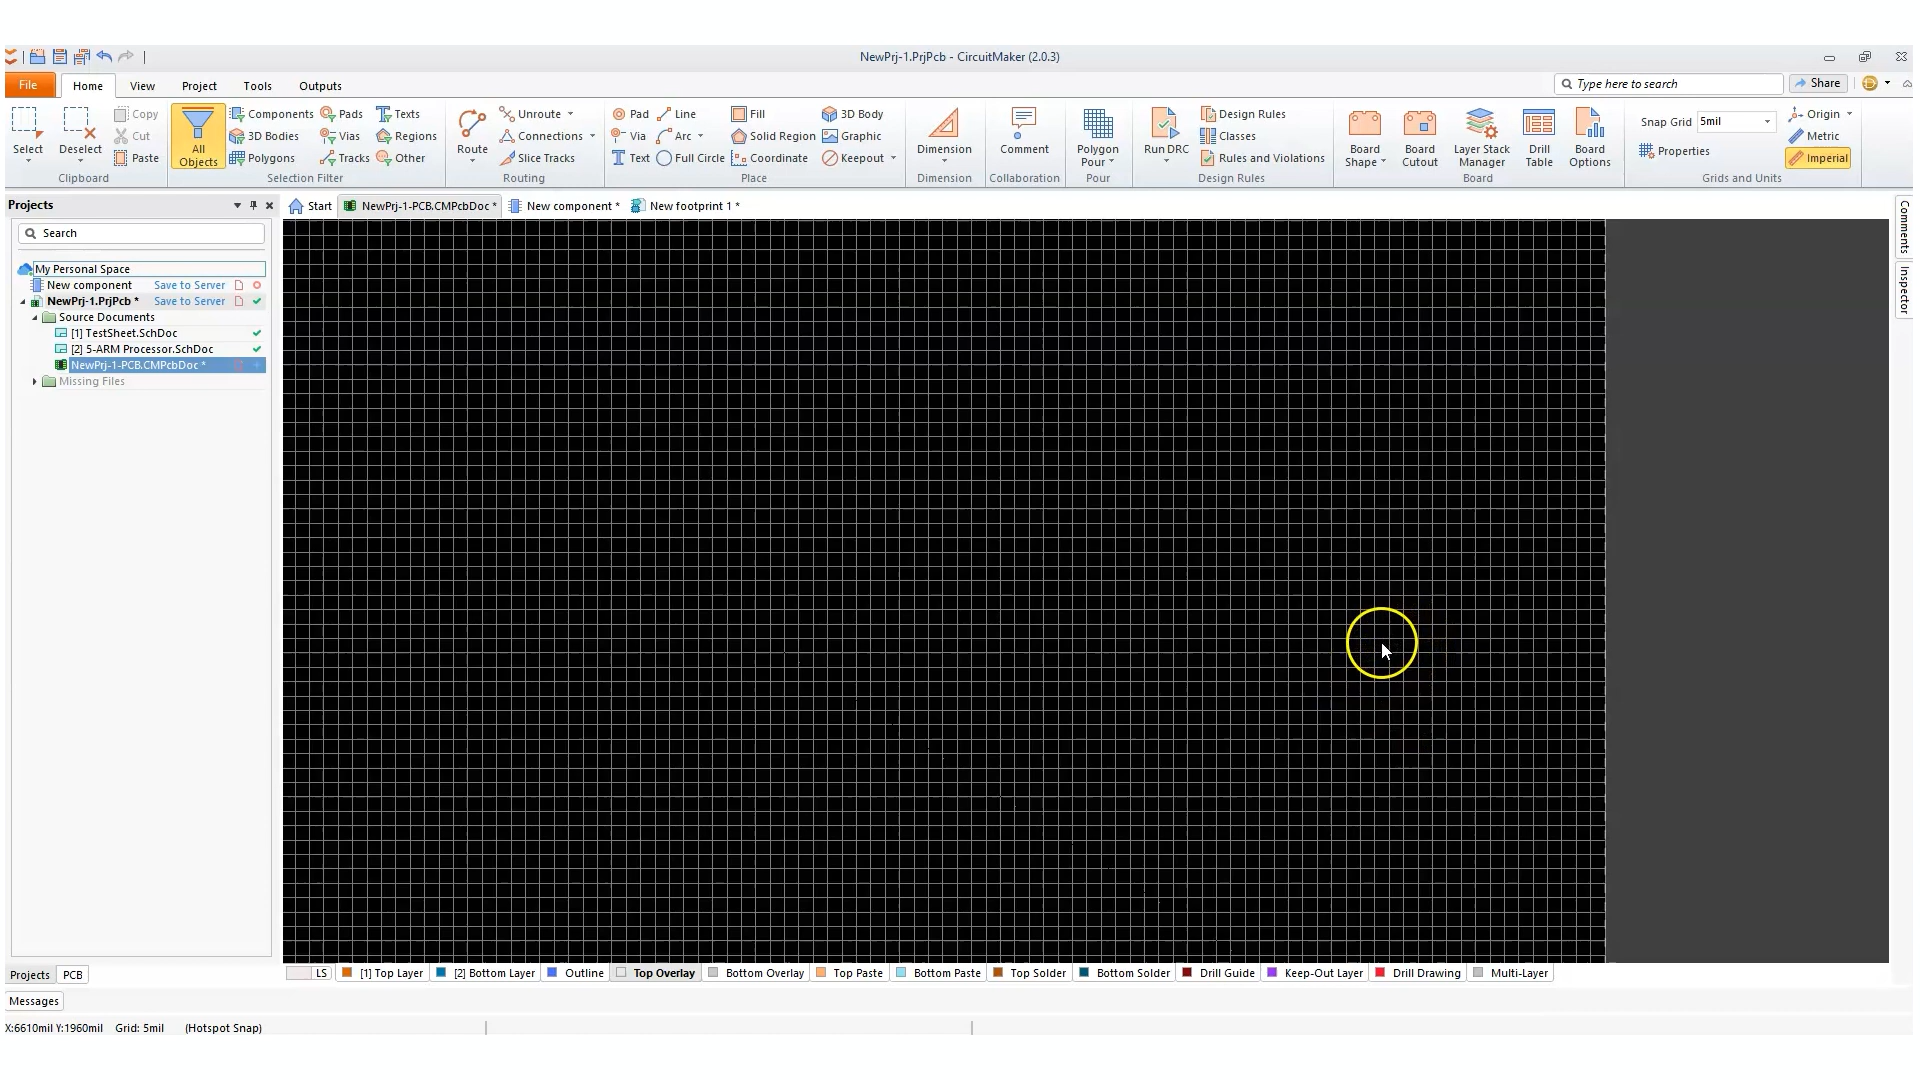 NewPrj-1.PrjPcb - CircuitMaker (2.0.3)
File Home View Project Tools Outputs
Type here to search Share
Select Deselect Copy Cut Paste
Clipboard
All Objects Components 3D Bodies Polygons Pads Vias Tracks Texts Regions Other
Selection Filter
Route Unroute Connections Slice Tracks
Routing
Pad Via Text Line Arc Full Circle Fill Solid Region Coordinate 3D Body Graphic Keepout
Place
Dimension
Dimension
Comment
Collaboration
Polygon Pour
Pour
Run DRC Design Rules Classes Rules and Violations
Design Rules
Board Shape Board Cutout Layer Stack Manager Drill Table Board Options
Board
Snap Grid 5mil Properties Origin Metric Imperial
Grids and Units
Projects
Start NewPrj-1-PCB.CMPcbDoc * New component * New footprint 1 *
Search
My Personal Space
New component Save to Server
NewPrj-1.PrjPcb * Save to Server
Source Documents
[1] TestSheet.SchDoc
[2] 5-ARM Processor.SchDoc
NewPrj-1-PCB.CMPcbDoc *
Missing Files
Comments
Inspector
Projects PCB
LS [1] Top Layer [2] Bottom Layer Outline Top Overlay Bottom Overlay Top Paste Bottom Paste Top Solder Bottom Solder Drill Guide Keep-Out Layer Drill Drawing Multi-Layer
Messages
X:6610mil Y:1960mil Grid: 5mil (Hotspot Snap)